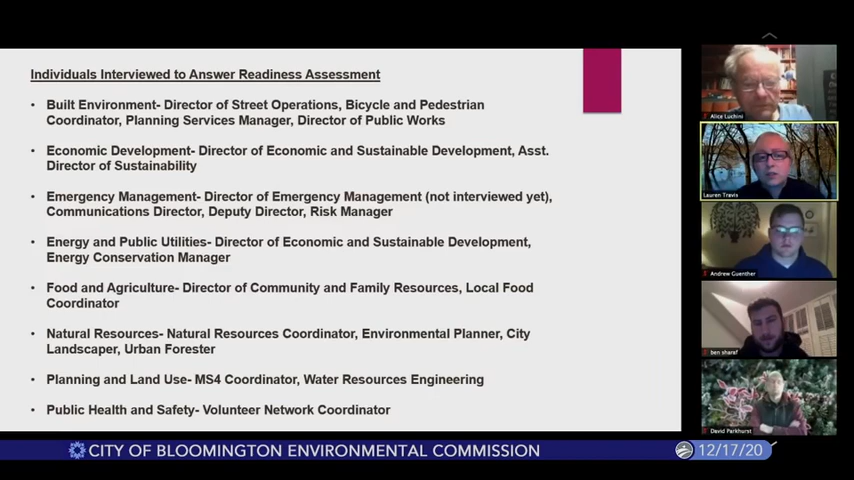 Individuals Interviewed to Answer Readiness Assessment
• Built Environment- Director of Street Operations, Bicycle and Pedestrian
Coordinator, Planning Services Manager, Director of Public Works
• Economic Development- Director of Economic and Sustainable Development, Asst.
Director of Sustainability
• Emergency Management- Director of Emergency Management (not interviewed yet),
Communications Director, Deputy Director, Risk Manager
• Energy and Public Utilities- Director of Economic and Sustainable Development,
Energy Conservation Manager
• Food and Agriculture- Director of Community and Family Resources, Local Food
Coordinator
• Natural Resources- Natural Resources Coordinator, Environmental Planner, City
Landscaper, Urban Forester
• Planning and Land Use- MS4 Coordinator, Water Resources Engineering
• Public Health and Safety- Volunteer Network Coordinator
Alice Luchini
Lauren Travis
Andrew Guenther
ben sharaf
David Parkhurst
CITY OF BLOOMINGTON ENVIRONMENTAL COMMISSION
12/17/20